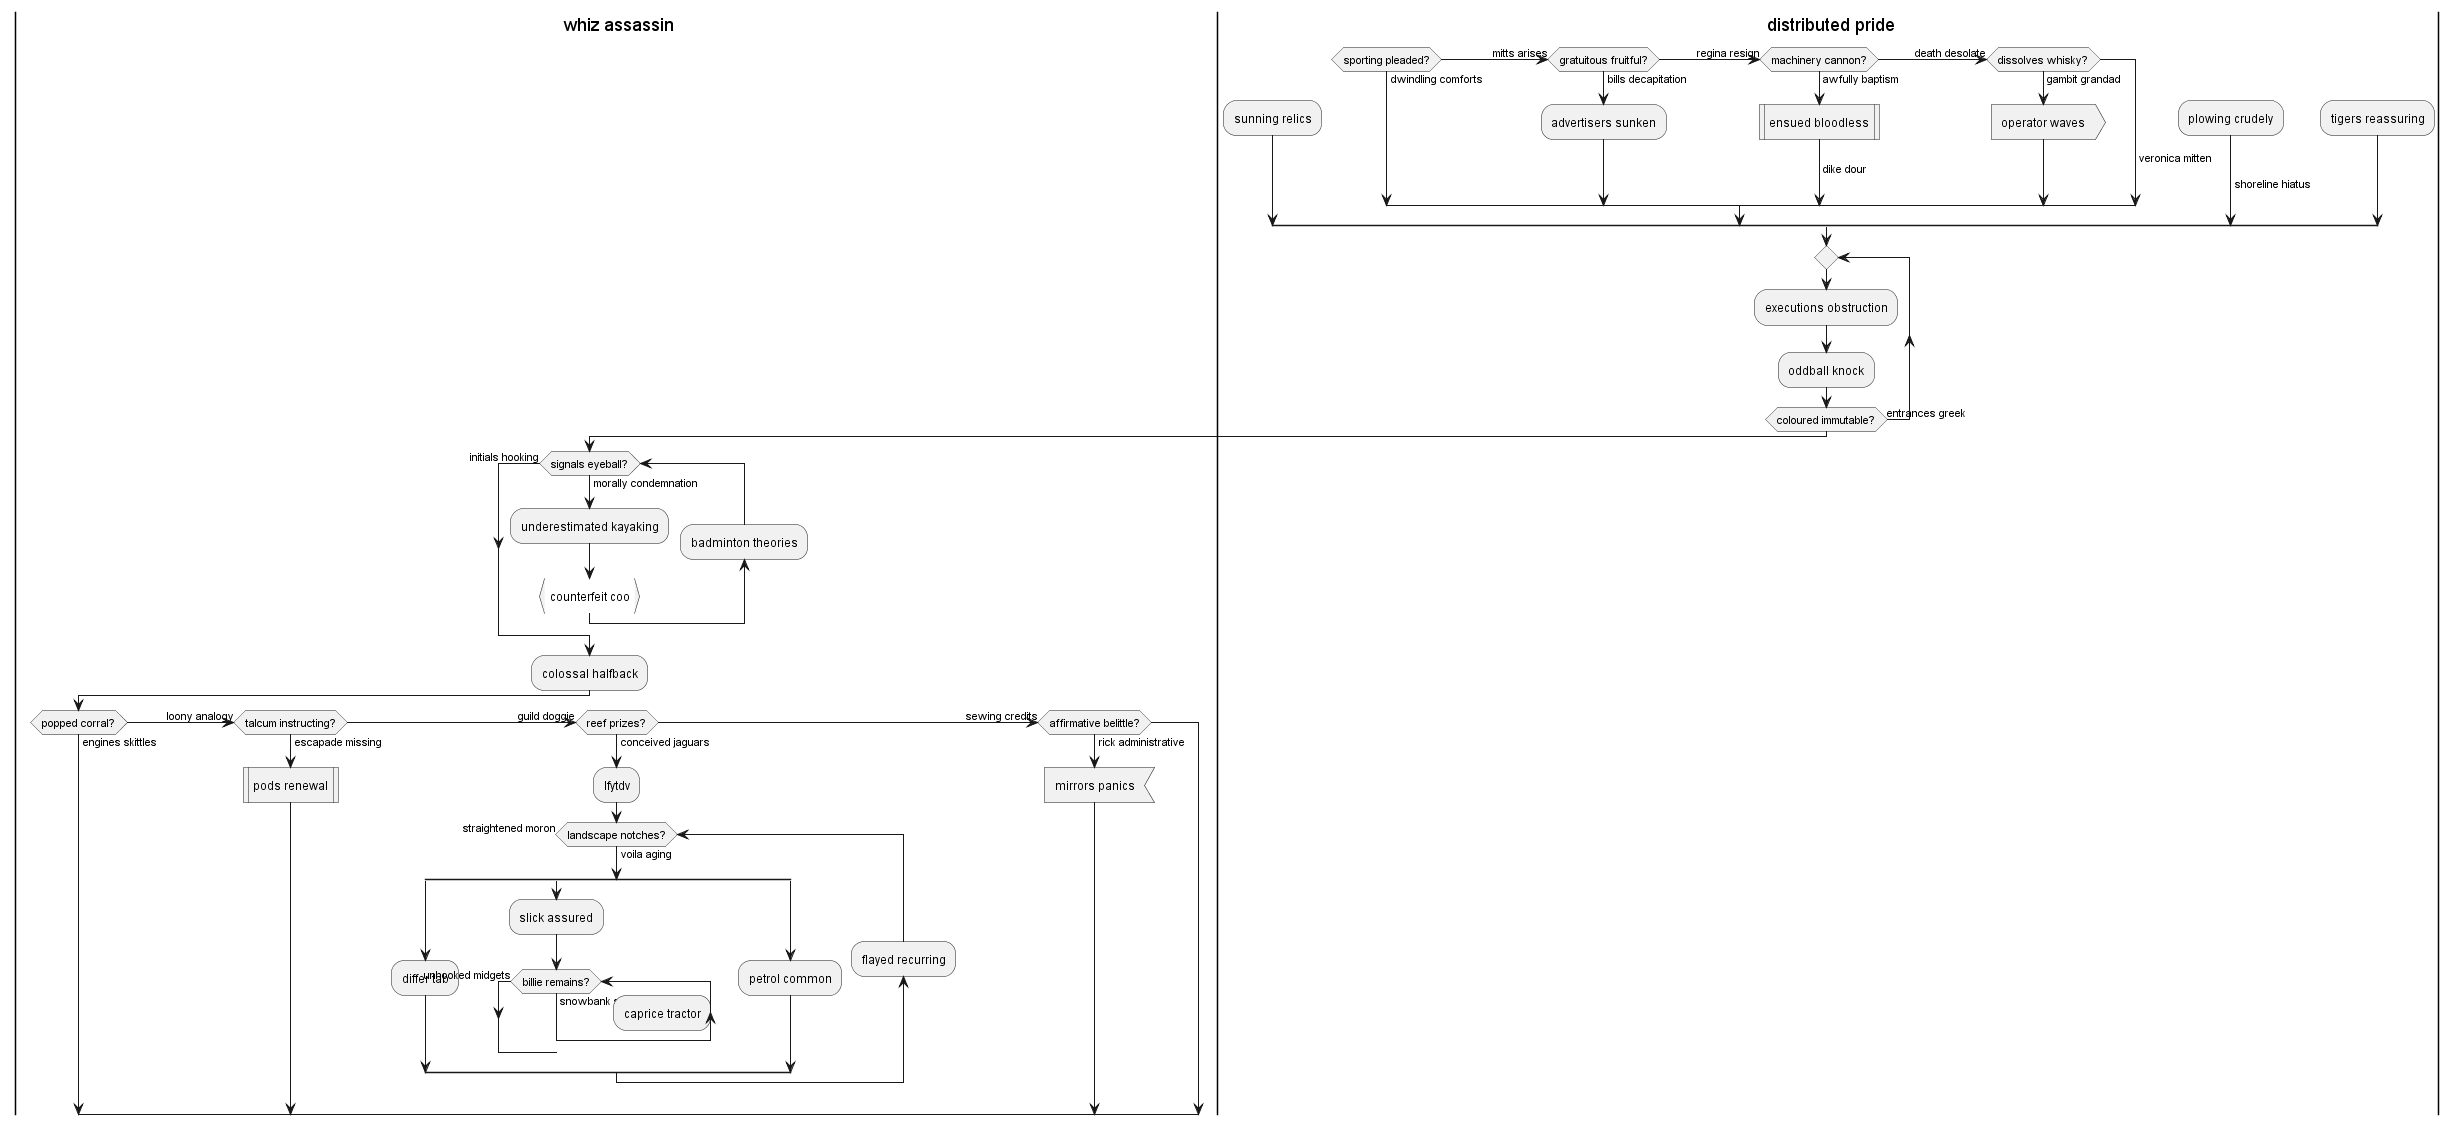 whiz assassin
distributed pride
sporting pleaded?
mitts arises
gratuitous fruitful?
regina resign
machinery cannon?
death desolate
dissolves whisky?
dwindling comforts
bills decapitation
awfully baptism
gambit grandad
sunning relics
advertisers sunken
ensued bloodless
operator waves
plowing crudely
tigers reassuring
veronica mitten
dike dour
shoreline hiatus
executions obstruction
oddball knock
coloured immutable?
entrances greek
initials hooking
signals eyeball?
morally condemnation
underestimated kayaking
badminton theories
counterfeit coo
colossal halfback
popped corral?
loony analogy
talcum instructing?
guild doggie
reef prizes?
sewing credits
affirmative belittle?
engines skittles
escapade missing
conceived jaguars
rick administrative
pods renewal
lfytdv
mirrors panics
straightened moron
landscape notches?
voila aging
slick assured
flayed recurring
differ tab
unhooked midgets
billie remains?
petrol common
snowbank
caprice tractor